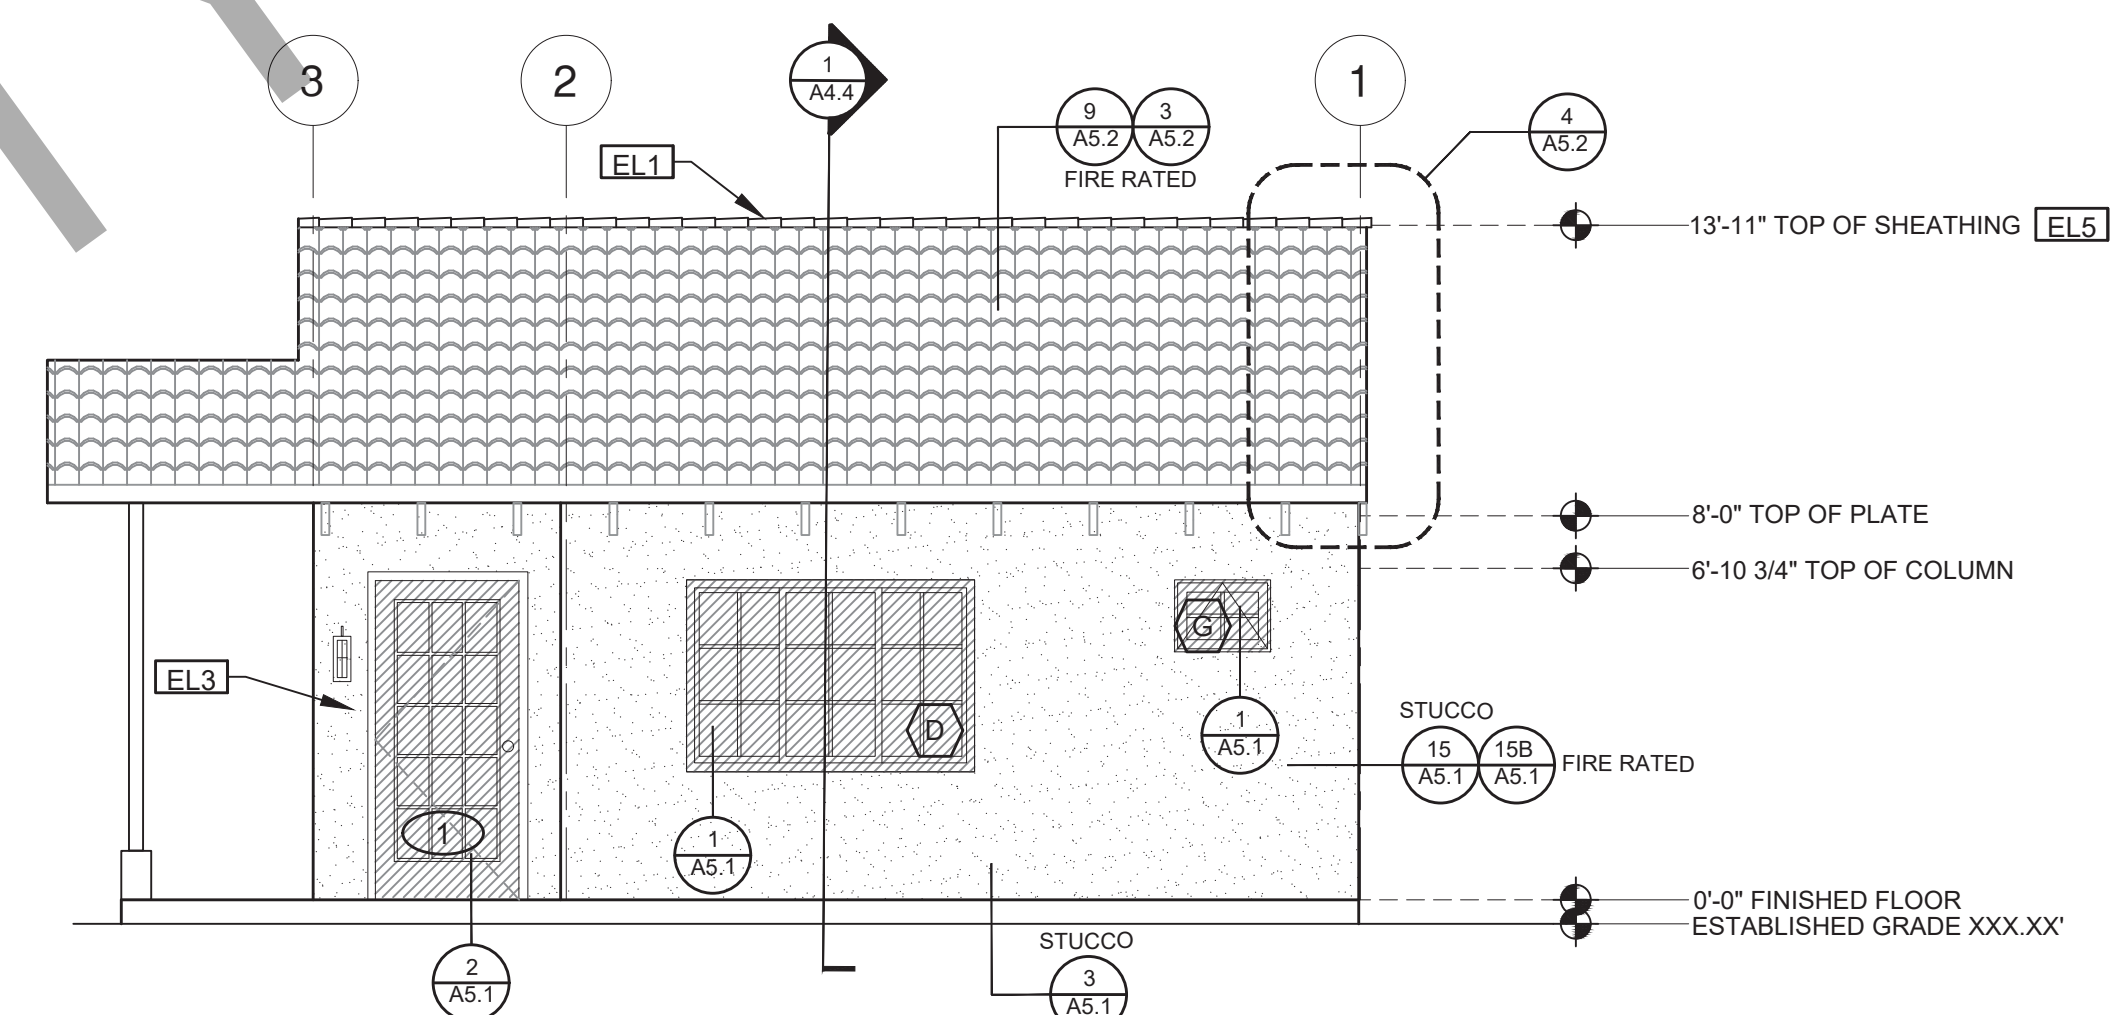 3
2
1
A4.4
1
9
A5.2
3
A5.2
FIRE RATED
4
A5.2
EL1
13'-11" TOP OF SHEATHING EL5
8'-0" TOP OF PLATE
6'-10 3/4" TOP OF COLUMN
G
EL3
D
1
A5.1
STUCCO
15
A5.1
15B
A5.1
FIRE RATED
1
1
A5.1
0'-0" FINISHED FLOOR
ESTABLISHED GRADE XXX.XX'
STUCCO
2
A5.1
3
A5.1